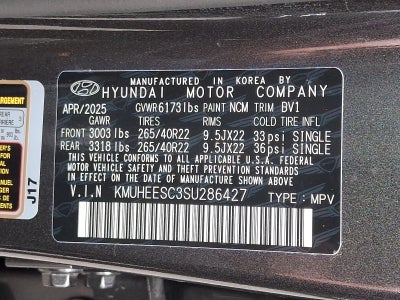 MANUFACTURED IN KOREA
HYUNDAI MOTOR COMPANY
APR/2025 GVWR 6173lbs PAINT NCM TRIM BV1
GAWR TIRES RIMS COLD TIRE INFL
FRONT 3003 lbs 265/40R22 9.5JX22 33psi SINGLE
REAR 3318 lbs 265/40R22 9.5JX22 36psi SINGLE
THIS VEHICLE CONFORMS TO ALL APPLICABLE U.S.
FEDERAL MOTOR VEHICLE SAFETY, BUMPER, AND THEFT
PREVENTION STANDARDS IN EFFECT ON THE DATE OF
MANUFACTURE SHOWN ABOVE.
V.I.N KMUHEESC3SU286427 TYPE : MPV
J17